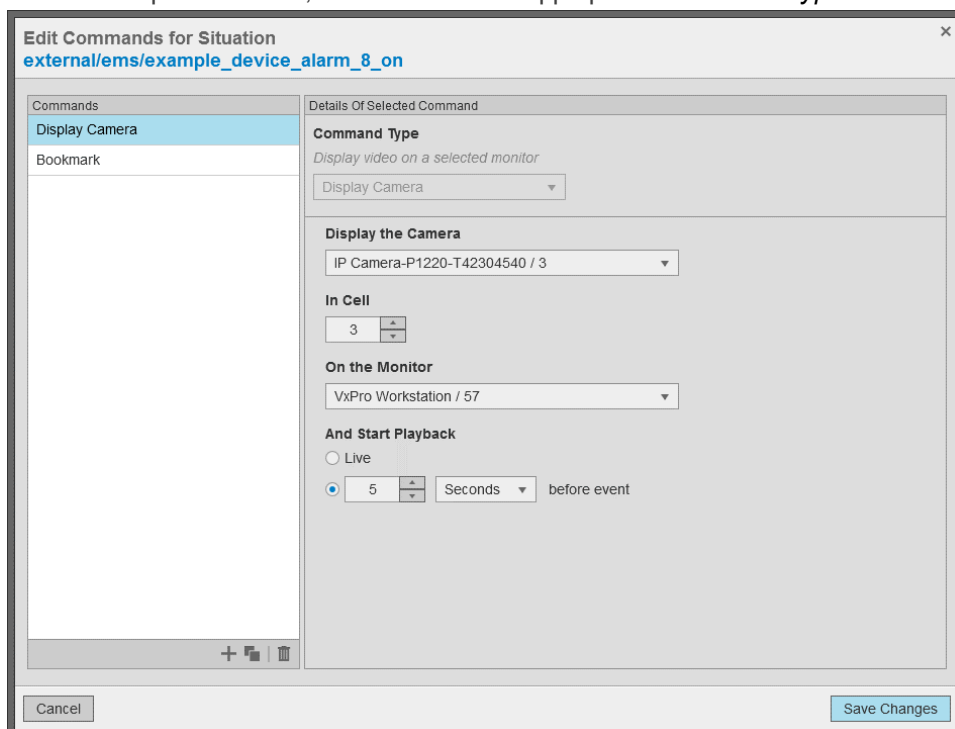 Edit Commands for Situation
external/ems/example_device_alarm_8_on
Commands
Display Camera
Bookmark
Details Of Selected Command
Command Type
Display video on a selected monitor
Display Camera
Display the Camera
IP Camera-P1220-T42304540 / 3
In Cell
3
On the Monitor
VxPro Workstation / 57
And Start Playback
Live
5 Seconds before event
Cancel
Save Changes